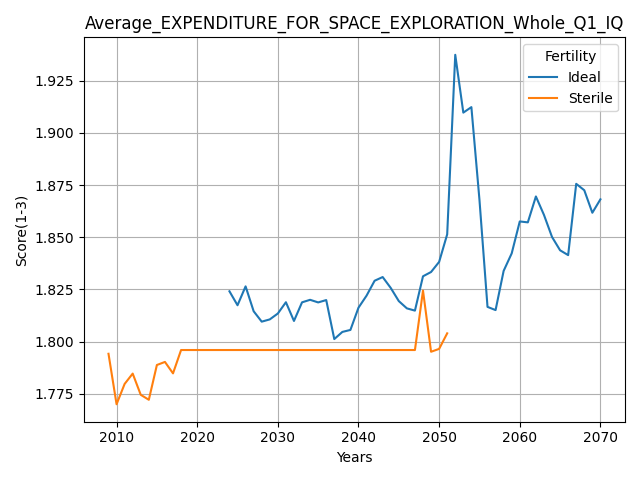 Average_EXPENDITURE_FOR_SPACE_EXPLORATION_Whole_Q1_IQ
Fertility
Ideal
Sterile
Score(1-3)
1.925
1.900
1.875
1.850
1.825
1.800
1.775
2010 2020 2030 2040 2050 2060 2070
Years